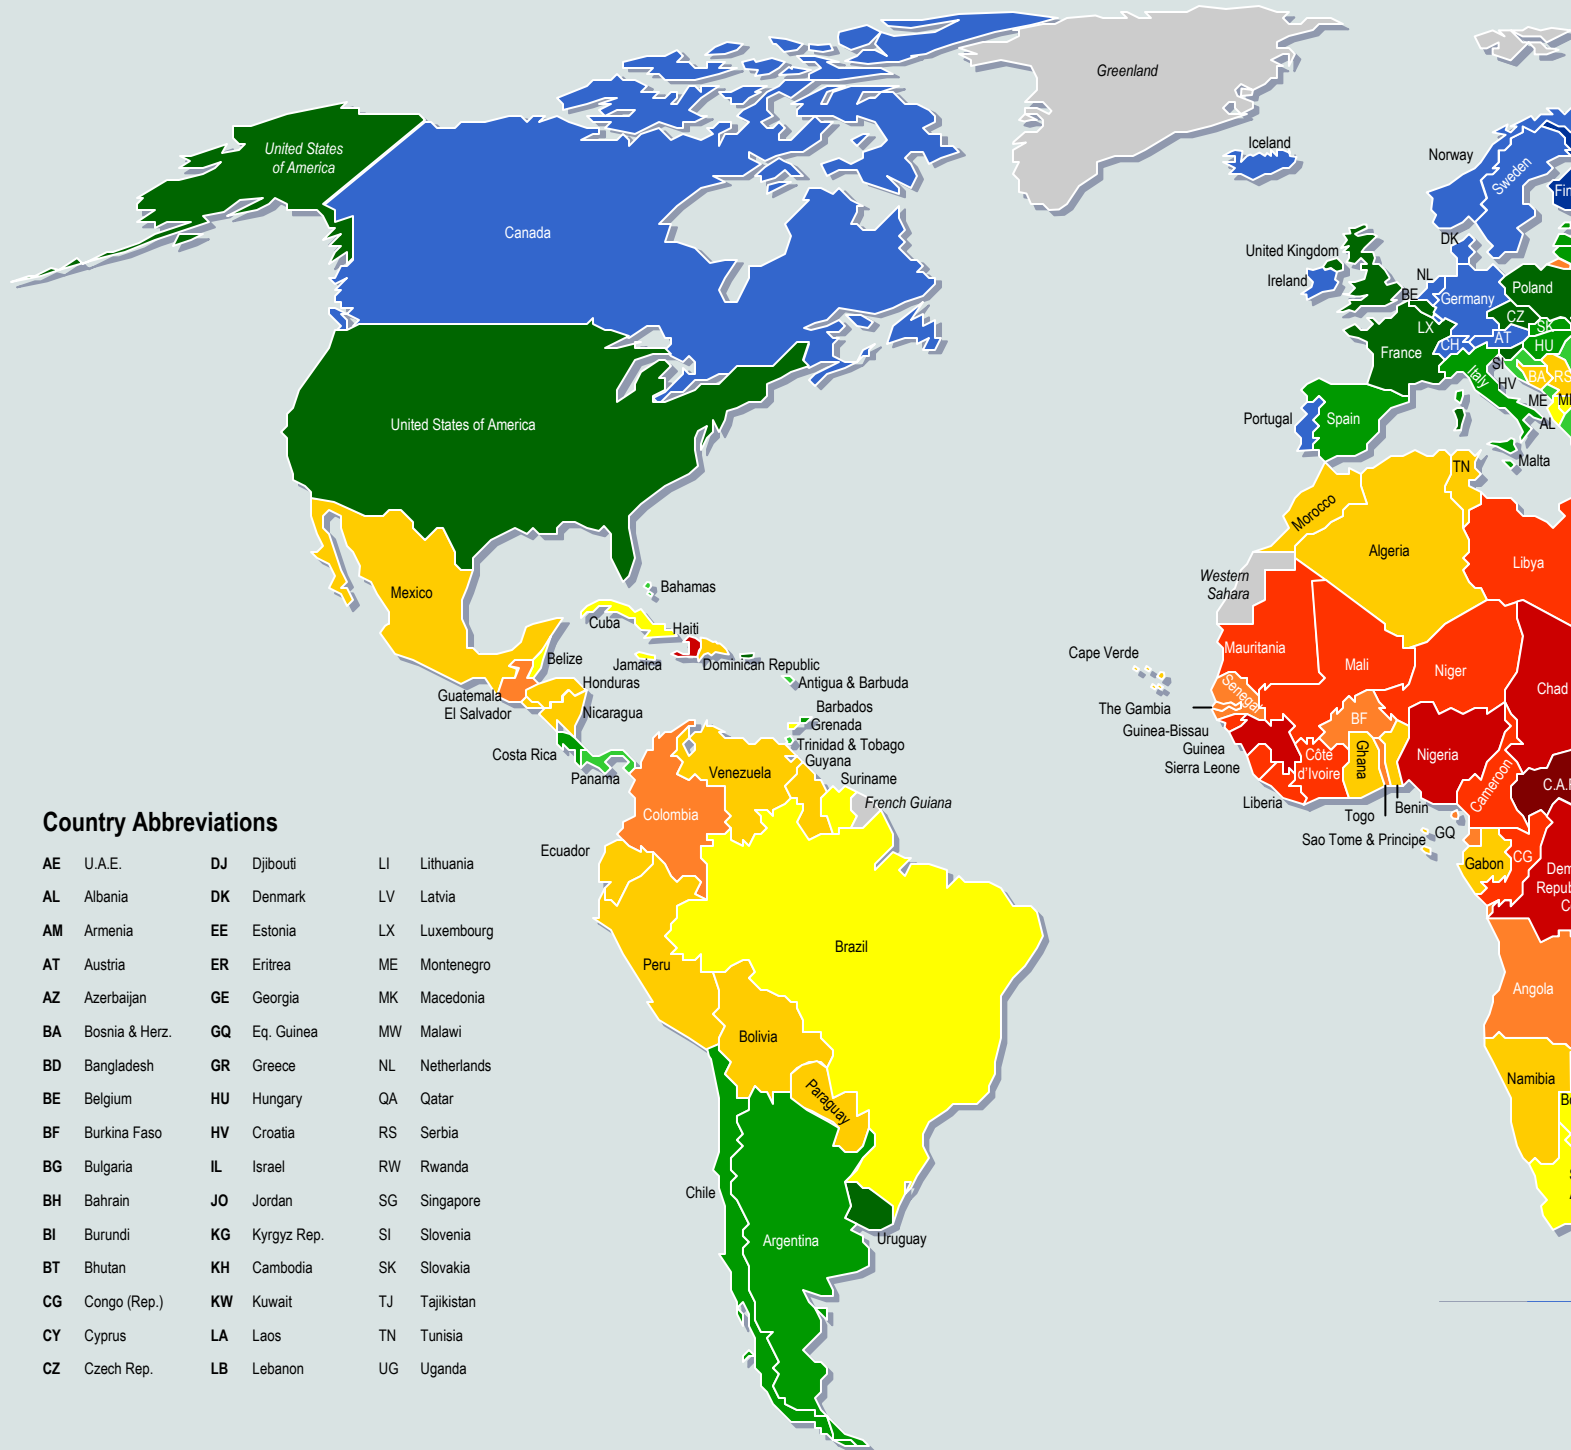 Greenland
United States
of America
Iceland
Norway
Sweden
Canada
United Kingdom
DK
Ireland
NL
BE
Germany
Poland
CZ
LX
SK
AT
CH
HU
France
SI
Italy
HV
BA
RS
ME
AL
United States of America
Portugal
Spain
Malta
TN
Morocco
Algeria
Libya
Western
Sahara
Mexico
Bahamas
Cuba
Haiti
Belize
Jamaica
Dominican Republic
Honduras
Antigua & Barbuda
Guatemala
El Salvador
Nicaragua
Barbados
Grenada
Costa Rica
Trinidad & Tobago
Panama
Guyana
Venezuela
Suriname
French Guiana
Colombia
Ecuador
Cape Verde
Mauritania
Mali
Niger
Chad
Senegal
The Gambia
BF
Guinea-Bissau
Guinea
Sierra Leone
Côte
d'Ivoire
Ghana
Nigeria
Cameroon
Liberia
Togo
Benin
Sao Tome & Principe
GQ
Gabon
CG
Angola
Namibia
Brazil
Peru
Bolivia
Paraguay
Chile
Argentina
Uruguay
Country Abbreviations
AE U.A.E. DJ Djibouti LI Lithuania
AL Albania DK Denmark LV Latvia
AM Armenia EE Estonia LX Luxembourg
AT Austria ER Eritrea ME Montenegro
AZ Azerbaijan GE Georgia MK Macedonia
BA Bosnia & Herz. GQ Eq. Guinea MW Malawi
BD Bangladesh GR Greece NL Netherlands
BE Belgium HU Hungary QA Qatar
BF Burkina Faso HV Croatia RS Serbia
BG Bulgaria IL Israel RW Rwanda
BH Bahrain JO Jordan SG Singapore
BI Burundi KG Kyrgyz Rep. SI Slovenia
BT Bhutan KH Cambodia SK Slovakia
CG Congo (Rep.) KW Kuwait TJ Tajikistan
CY Cyprus LA Laos TN Tunisia
CZ Czech Rep. LB Lebanon UG Uganda